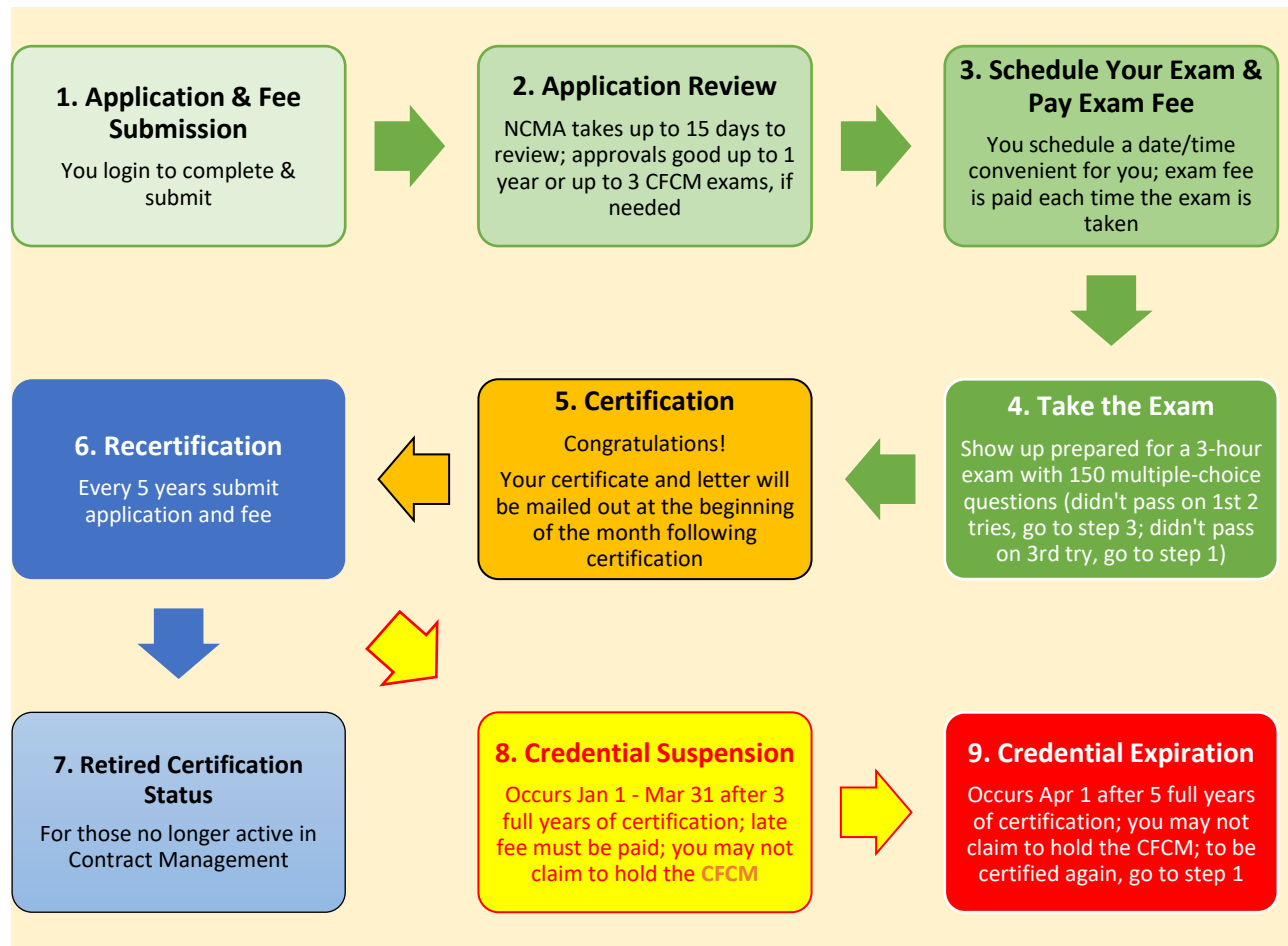 1. Application & Fee
Submission
You login to complete &
submit
2. Application Review
NCMA takes up to 15 days to
review; approvals good up to 1
year or up to 3 CFCM exams, if
needed
3. Schedule Your Exam &
Pay Exam Fee
You schedule a date/time
convenient for you; exam fee
is paid each time the exam is
taken
4. Take the Exam
Show up prepared for a 3-hour
exam with 150 multiple-choice
questions (didn't pass on 1st 2
tries, go to step 3; didn't pass
on 3rd try, go to step 1)
5. Certification
Congratulations!
Your certificate and letter will
be mailed out at the beginning
of the month following
certification
6. Recertification
Every 5 years submit
application and fee
7. Retired Certification
Status
For those no longer active in
Contract Management
8. Credential Suspension
Occurs Jan 1 - Mar 31 after 3
full years of certification; late
fee must be paid; you may not
claim to hold the CFCM
9. Credential Expiration
Occurs Apr 1 after 5 full years
of certification; you may not
claim to hold the CFCM; to be
certified again, go to step 1